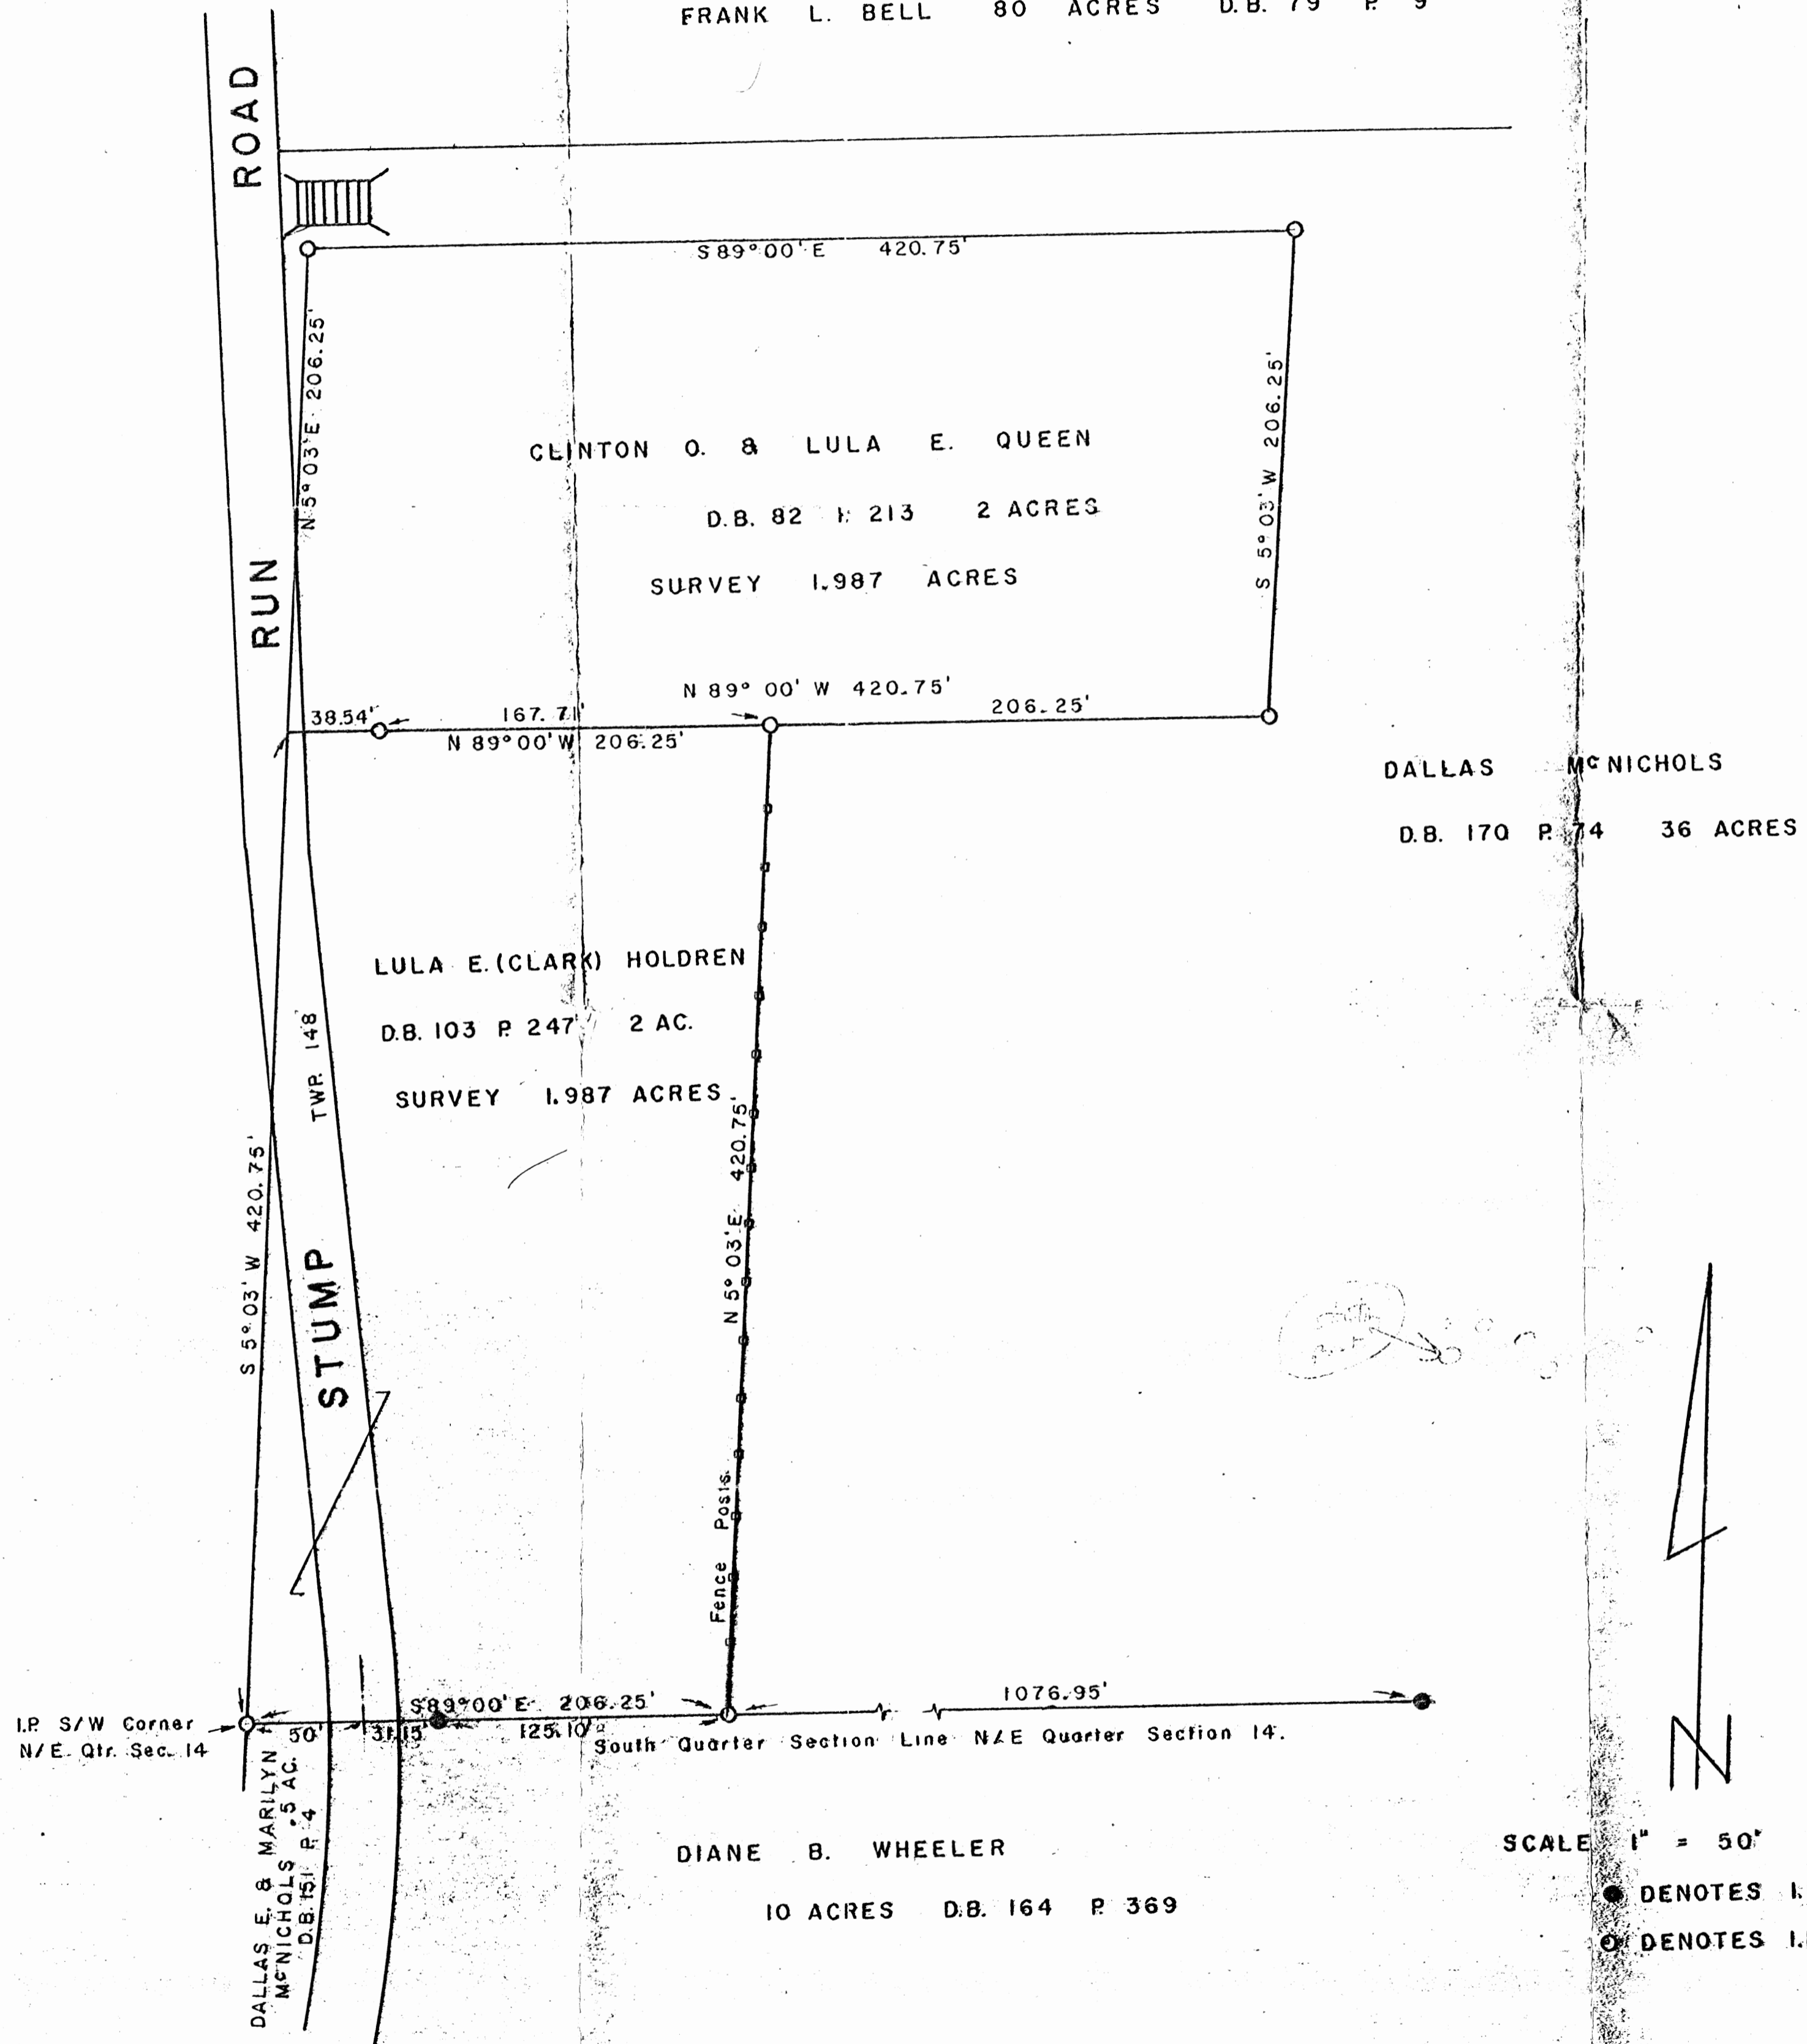 FRANK L. BELL 80 ACRES D.B. 79 P. 9
ROAD
S 89° 00' E 420.75'
N 5° 03' E 206.25'
S 5° 03' W 206.25'
CLINTON O. & LULA E. QUEEN
D.B. 82 P. 213 2 ACRES
SURVEY 1.987 ACRES
RUN
N 89° 00' W 420.75'
38.54' 167.71' 206.25'
N 89° 00' W 206.25'
DALLAS McNICHOLS
D.B. 170 P. 74 36 ACRES
LULA E. (CLARK) HOLDREN
D.B. 103 P. 247 2 AC.
SURVEY 1.987 ACRES
TWP. 148
S 5° 03' W 420.75'
N 5° 03' E 420.75'
STUMP
Fence Posts
S 89° 00' E 206.25'
1076.95'
I.P. S/W Corner
N/E Qtr. Sec. 14
50' 31.15' 125.10'
South Quarter Section Line N/E Quarter Section 14.
DALLAS E. & MARILYN
McNICHOLS .5 AC.
D.B. 151 P. 4
DIANE B. WHEELER
10 ACRES D.B. 164 P. 369
N
SCALE 1" = 50'
DENOTES I.
DENOTES I.